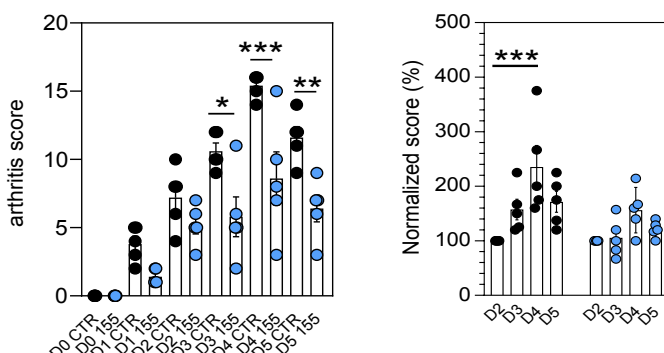 20
15
10
5
0
arthritis score
*
***
**
D0 CTR
D0 155
D1 CTR
D1 155
D2 CTR
D2 155
D3 CTR
D3 155
D4 CTR
D4 155
D5 CTR
D5 155
500
400
300
200
100
0
Normalized score (%)
***
D2
D3
D4
D5
D2
D3
D4
D5